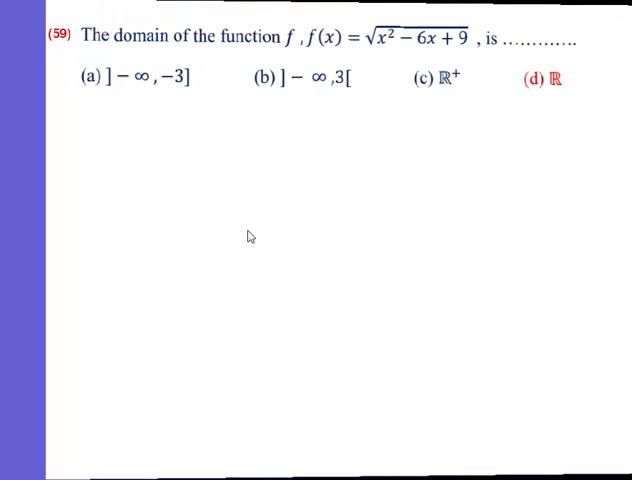 (59) The domain of the function f , f(x) = √x² − 6x + 9 , is .............
(a) ] − ∞ , −3] (b) ] − ∞ ,3[ (c) ℝ⁺ (d) ℝ